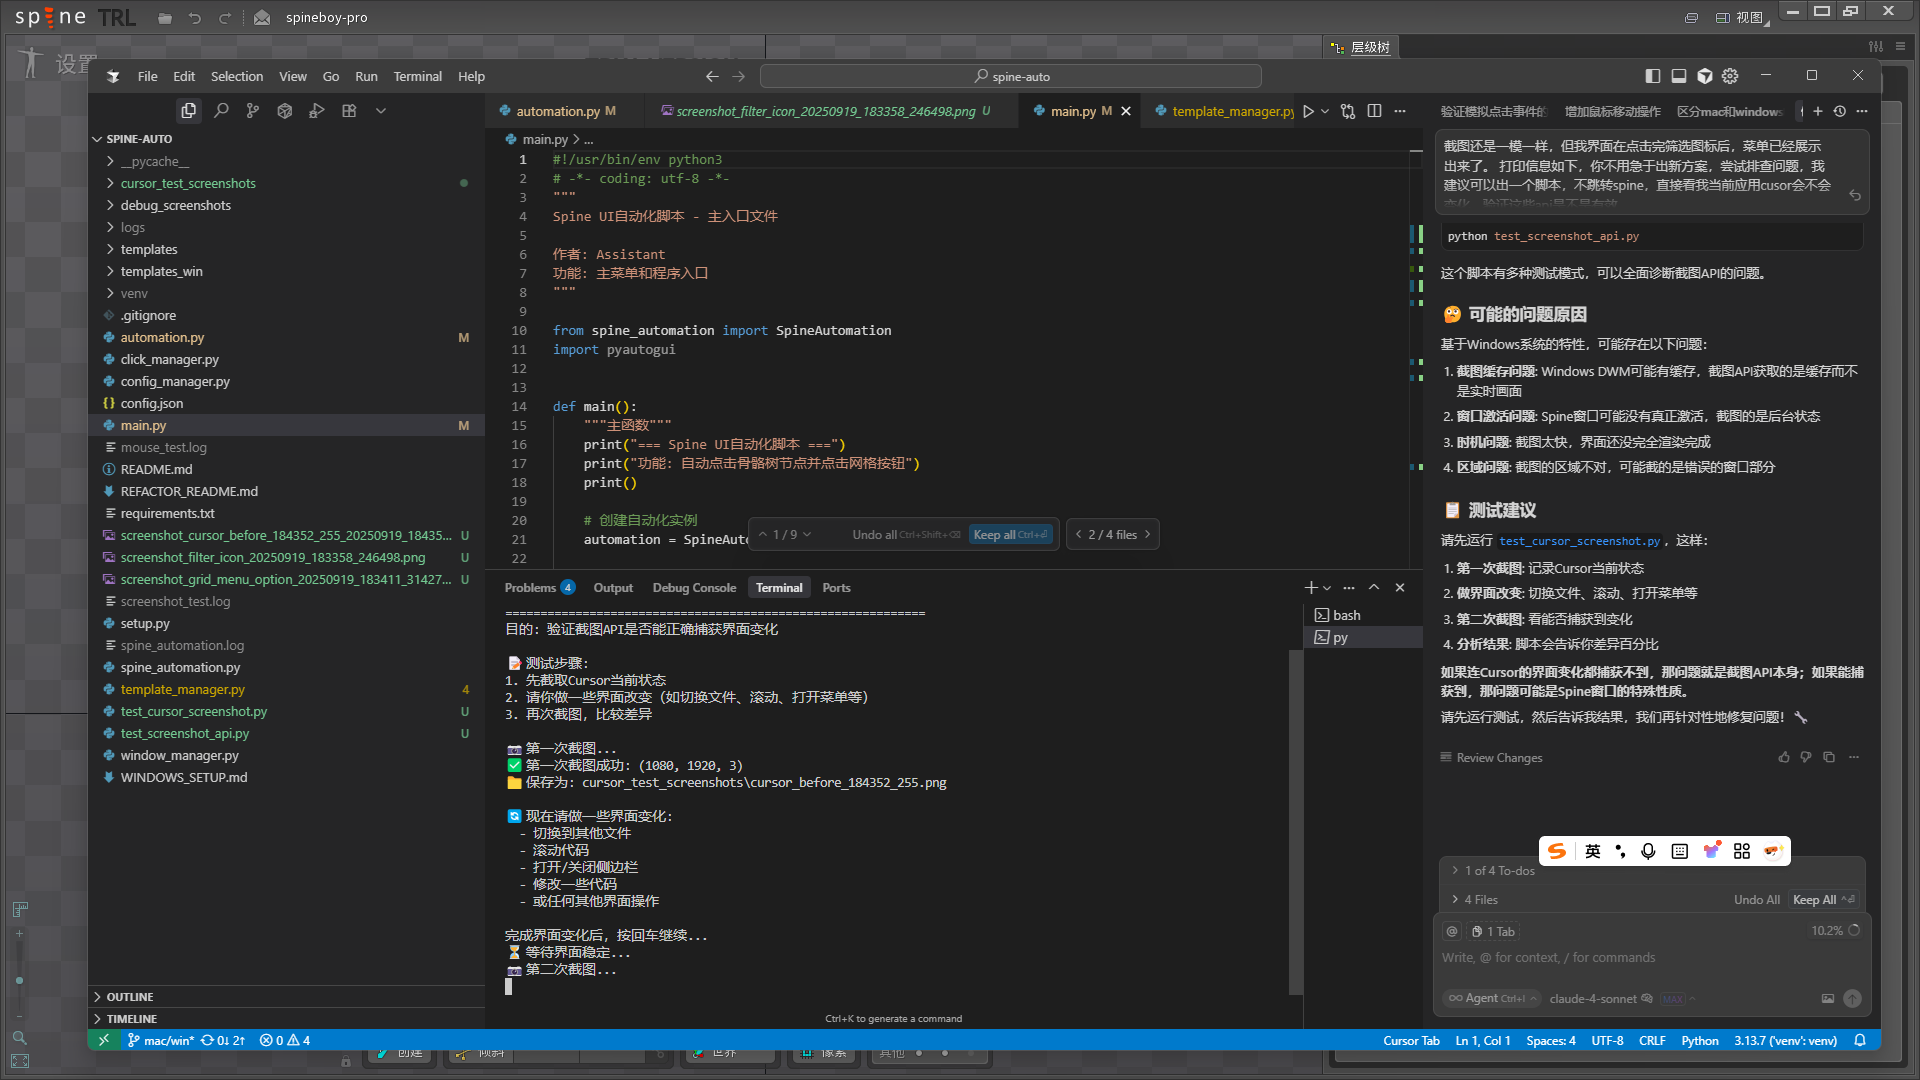 spine TRL
spineboy-pro
视图
设置
层级树
File Edit Selection View Go Run Terminal Help
spine-auto
SPINE-AUTO
__pycache__
cursor_test_screenshots
debug_screenshots
logs
templates
templates_win
venv
.gitignore
automation.py M
click_manager.py
config_manager.py
{} config.json
main.py M
mouse_test.log
README.md
REFACTOR_README.md
requirements.txt
screenshot_cursor_before_184352_255_20250919_18435... U
screenshot_filter_icon_20250919_183358_246498.png U
screenshot_grid_menu_option_20250919_183411_31427... U
screenshot_test.log
setup.py
spine_automation.log
spine_automation.py
template_manager.py 4
test_cursor_screenshot.py U
test_screenshot_api.py U
window_manager.py
WINDOWS_SETUP.md
OUTLINE
TIMELINE
automation.py M
screenshot_filter_icon_20250919_183358_246498.png U
main.py M
template_manager.py
main.py > ...
1 #!/usr/bin/env python3
2 # -*- coding: utf-8 -*-
3 """
4 Spine UI自动化脚本 - 主入口文件
5
6 作者: Assistant
7 功能: 主菜单和程序入口
8 """
9
10 from spine_automation import SpineAutomation
11 import pyautogui
12
13
14 def main():
15 """主函数"""
16 print("=== Spine UI自动化脚本 ===")
17 print("功能: 自动点击骨骼树节点并点击网格按钮")
18 print()
19
20 # 创建自动化实例
21 automation = SpineAuto
22
1 / 9 Undo all Ctrl+Shift+⌫ Keep all Ctrl+⏎
2 / 4 files
Problems 4 Output Debug Console Terminal Ports
============================================================
目的: 验证截图API是否能正确捕获界面变化
测试步骤:
1. 先截取Cursor当前状态
2. 请你做一些界面改变 (如切换文件、滚动、打开菜单等)
3. 再次截图, 比较差异
第一次截图...
第一次截图成功: (1080, 1920, 3)
保存为: cursor_test_screenshots\cursor_before_184352_255.png
现在请做一些界面变化:
- 切换到其他文件
- 滚动代码
- 打开/关闭侧边栏
- 修改一些代码
- 或任何其他界面操作
完成界面变化后, 按回车继续...
等待界面稳定...
第二次截图...
Ctrl+K to generate a command
bash
py
验证模拟点击事件的 增加鼠标移动操作 区分mac和windows
截图还是一模一样，但我界面在点击完筛选图标后，菜单已经展示
出来了。 打印信息如下，你不用急于出新方案，尝试排查问题，我
建议可以出一个脚本，不跳转spine，直接看我当前应用cusor会不会
变化，验证这些api是不是有效
python test_screenshot_api.py
这个脚本有多种测试模式，可以全面诊断截图API的问题。
🤔 可能的问题原因
基于Windows系统的特性，可能存在以下问题：
1. 截图缓存问题: Windows DWM可能有缓存，截图API获取的是缓存而不
是实时画面
2. 窗口激活问题: Spine窗口可能没有真正激活，截图的是后台状态
3. 时机问题: 截图太快，界面还没完全渲染完成
4. 区域问题: 截图的区域不对，可能截的是错误的窗口部分
📋 测试建议
请先运行 test_cursor_screenshot.py ，这样：
1. 第一次截图: 记录Cursor当前状态
2. 做界面改变: 切换文件、滚动、打开菜单等
3. 第二次截图: 看能否捕获到变化
4. 分析结果: 脚本会告诉你差异百分比
如果连Cursor的界面变化都捕获不到，那问题就是截图API本身；如果能捕
获到，那问题可能是Spine窗口的特殊性质。
请先运行测试，然后告诉我结果，我们再针对性地修复问题！🔧
Review Changes
英
1 of 4 To-dos
4 Files Undo All Keep All ^⏎
@ 1 Tab 10.2%
Write, @ for context, / for commands
Agent Ctrl+I claude-4-sonnet MAX
mac/win* 0↓ 2↑ 0 4
Cursor Tab Ln 1, Col 1 Spaces: 4 UTF-8 CRLF Python 3.13.7 ('venv': venv)
创建 倾斜 世界 像素 其他